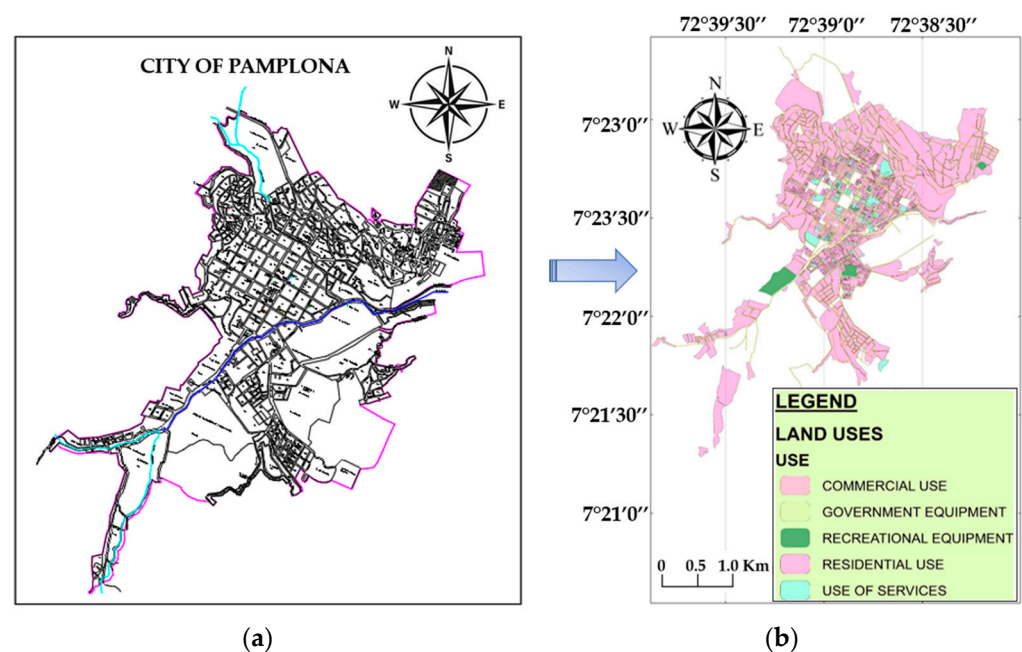 CITY OF PAMPLONA
N
W E
S
(a)
72°39′30′′ 72°39′0′′ 72°38′30′′
N
W E
S
7°23′0′′
7°23′30′′
7°22′0′′
7°21′30′′
7°21′0′′
LEGEND
LAND USES
USE
COMMERCIAL USE
GOVERNMENT EQUIPMENT
RECREATIONAL EQUIPMENT
RESIDENTIAL USE
USE OF SERVICES
0 0.5 1.0 Km
(b)